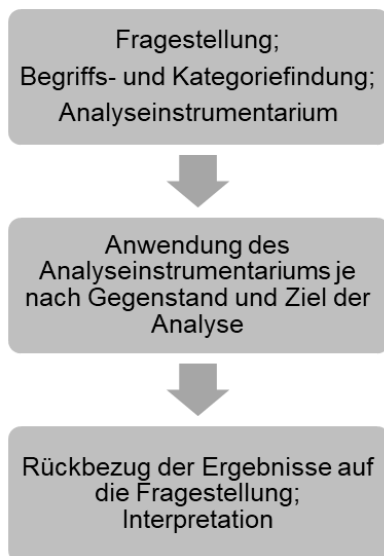 Fragestellung;
Begriffs- und Kategoriefindung;
Analyseinstrumentarium
Anwendung des
Analyseinstrumentariums je
nach Gegenstand und Ziel der
Analyse
Rückbezug der Ergebnisse auf
die Fragestellung;
Interpretation